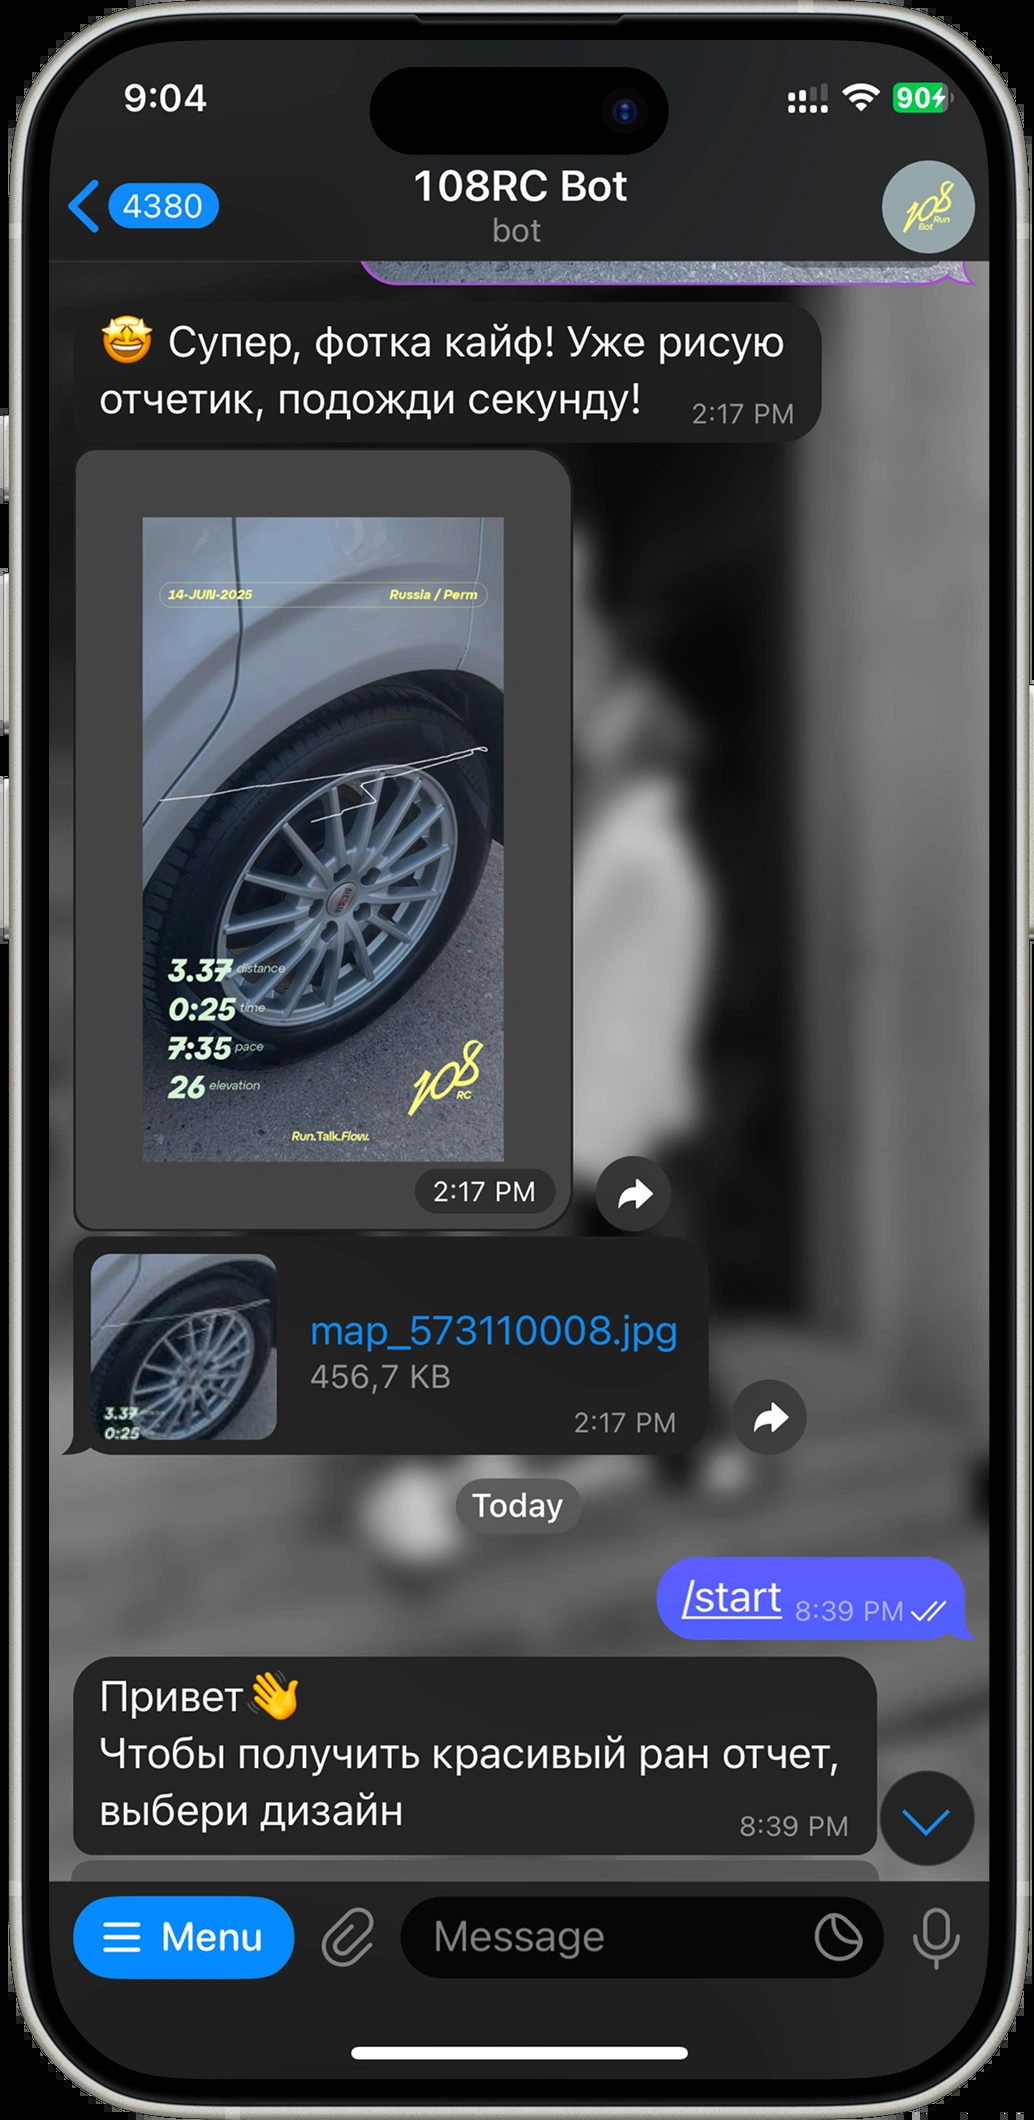 9:04
90
4380
108RC Bot
bot
108
Run
Bot
🤩 Супер, фотка кайф! Уже рисую
отчетик, подожди секунду!
2:17 PM
14-JUN-2025
Russia / Perm
3.37 distance
0:25 time
7:35 pace
26 elevation
108
RC
Run.Talk.Flow.
2:17 PM
3.37
0:25
map_573110008.jpg
456,7 KB
2:17 PM
Today
/start 8:39 PM
Привет👋
Чтобы получить красивый ран отчет,
выбери дизайн
8:39 PM
Menu
Message